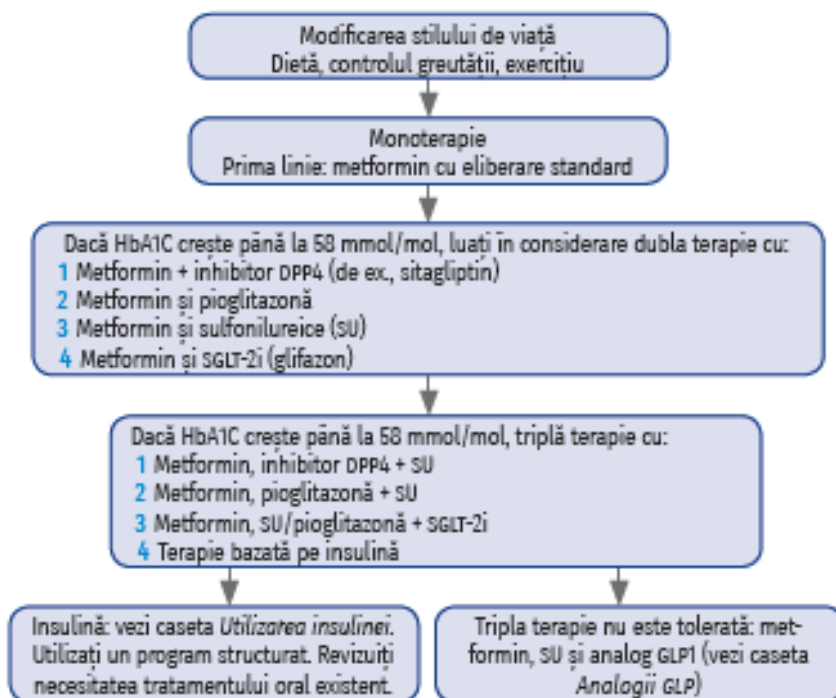 Modificarea stilului de viață
Dietă, controlul greutății, exercițiu
Monoterapie
Prima linie: metformin cu eliberare standard
Dacă HbA1C crește până la 58 mmol/mol, luați în considerare dubla terapie cu:
1 Metformin + inhibitor DPP4 (de ex., sitagliptin)
2 Metformin și pioglitazonă
3 Metformin și sulfonilureice (SU)
4 Metformin și SGLT-2i (glifazon)
Dacă HbA1C crește până la 58 mmol/mol, triplă terapie cu:
1 Metformin, inhibitor DPP4 + SU
2 Metformin, pioglitazonă + SU
3 Metformin, SU/pioglitazonă + SGLT-2i
4 Terapie bazată pe insulină
Insulină: vezi caseta Utilizarea insulinei.
Utilizați un program structurat. Revizuiți
necesitatea tratamentului oral existent.
Tripla terapie nu este tolerată: met-
formin, SU și analog GLP1 (vezi caseta
Analogii GLP)